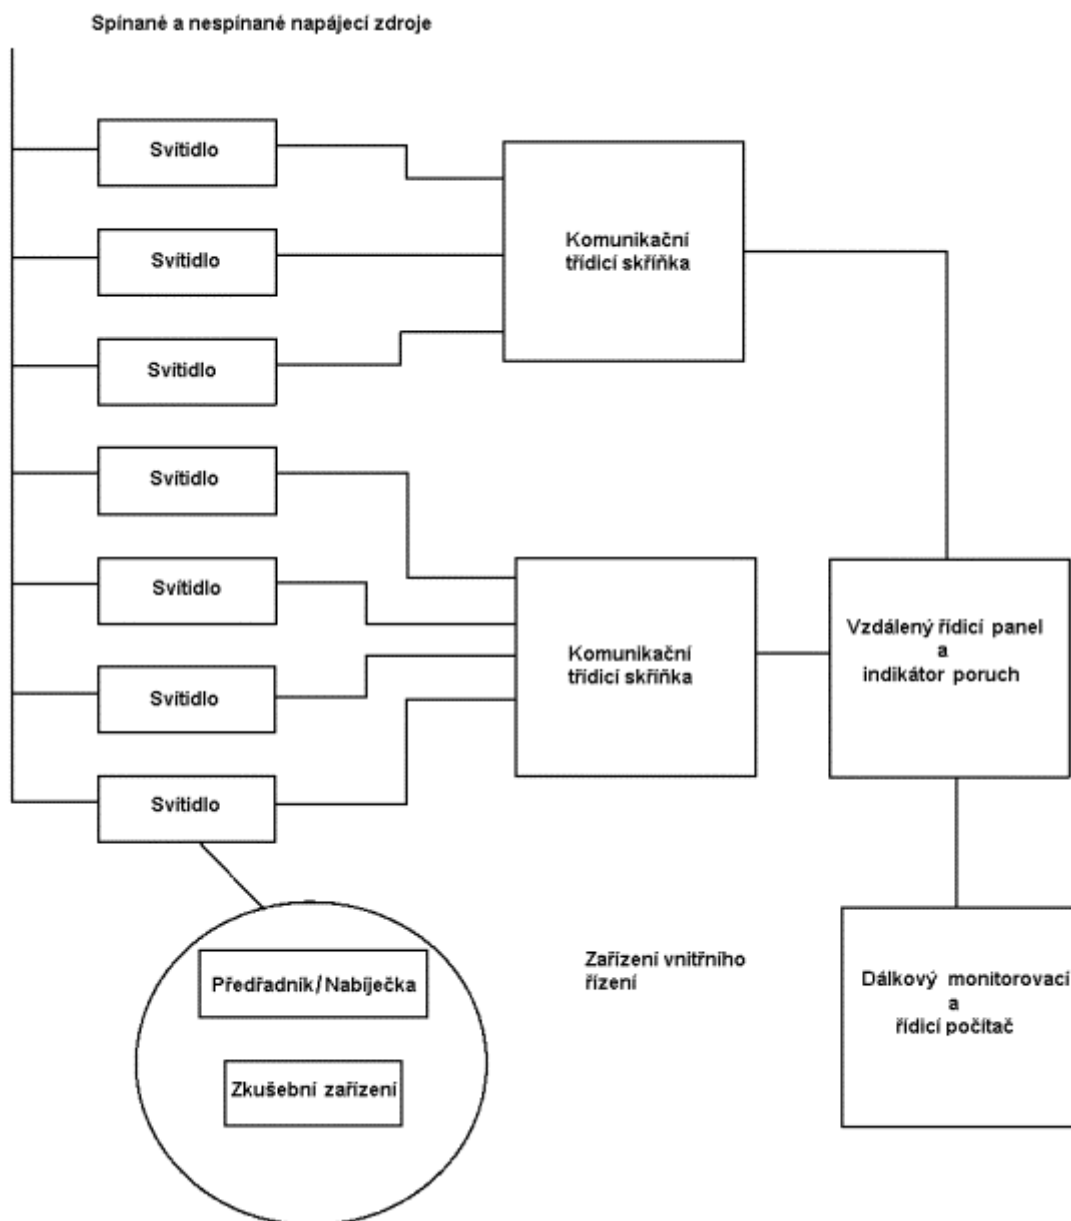 Spínané a nespínané napájecí zdroje
Svítidlo
Svítidlo
Svítidlo
Komunikační
třídicí skříňka
Svítidlo
Svítidlo
Svítidlo
Svítidlo
Komunikační
třídicí skříňka
Vzdálený řídicí panel
a
indikátor poruch
Předřadník/Nabíječka
Zkušební zařízení
Zařízení vnitřního
řízení
Dálkový monitorovací
a
řídicí počítač